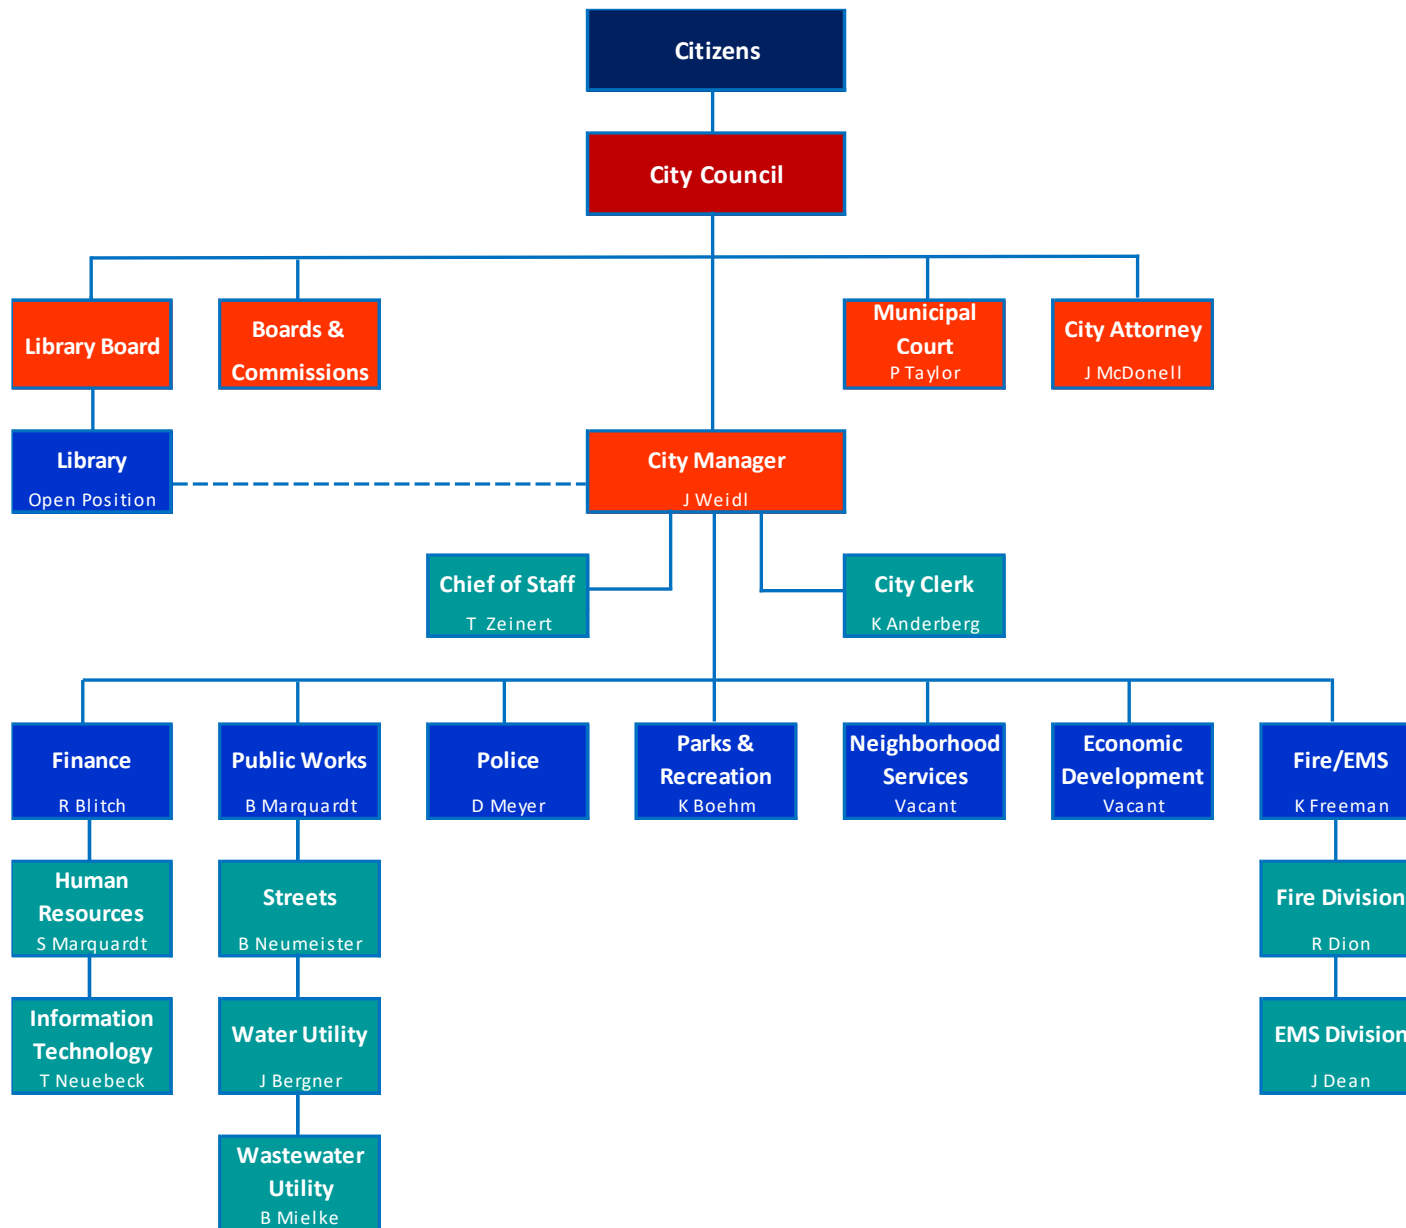 Citizens
City Council
Library Board
Boards &
Commissions
Municipal
Court
P Taylor
City Attorney
J McDonell
Library
Open Position
City Manager
J Weidl
Chief of Staff
T Zeinert
City Clerk
K Anderberg
Finance
R Blitch
Public Works
B Marquardt
Police
D Meyer
Parks &
Recreation
K Boehm
Neighborhood
Services
Vacant
Economic
Development
Vacant
Fire/EMS
K Freeman
Human
Resources
S Marquardt
Streets
B Neumeister
Fire Division
R Dion
Information
Technology
T Neuebeck
Water Utility
J Bergner
EMS Division
J Dean
Wastewater
Utility
B Mielke